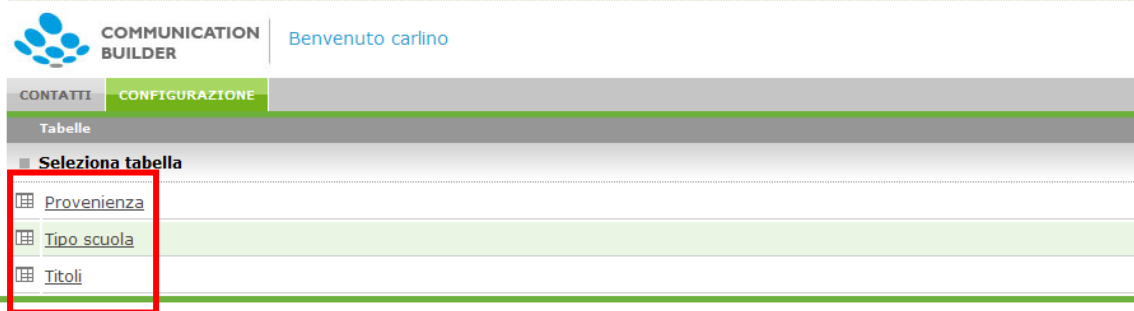 COMMUNICATION
BUILDER
Benvenuto carlino
CONTATTI CONFIGURAZIONE
Tabelle
Seleziona tabella
Provenienza
Tipo scuola
Titoli